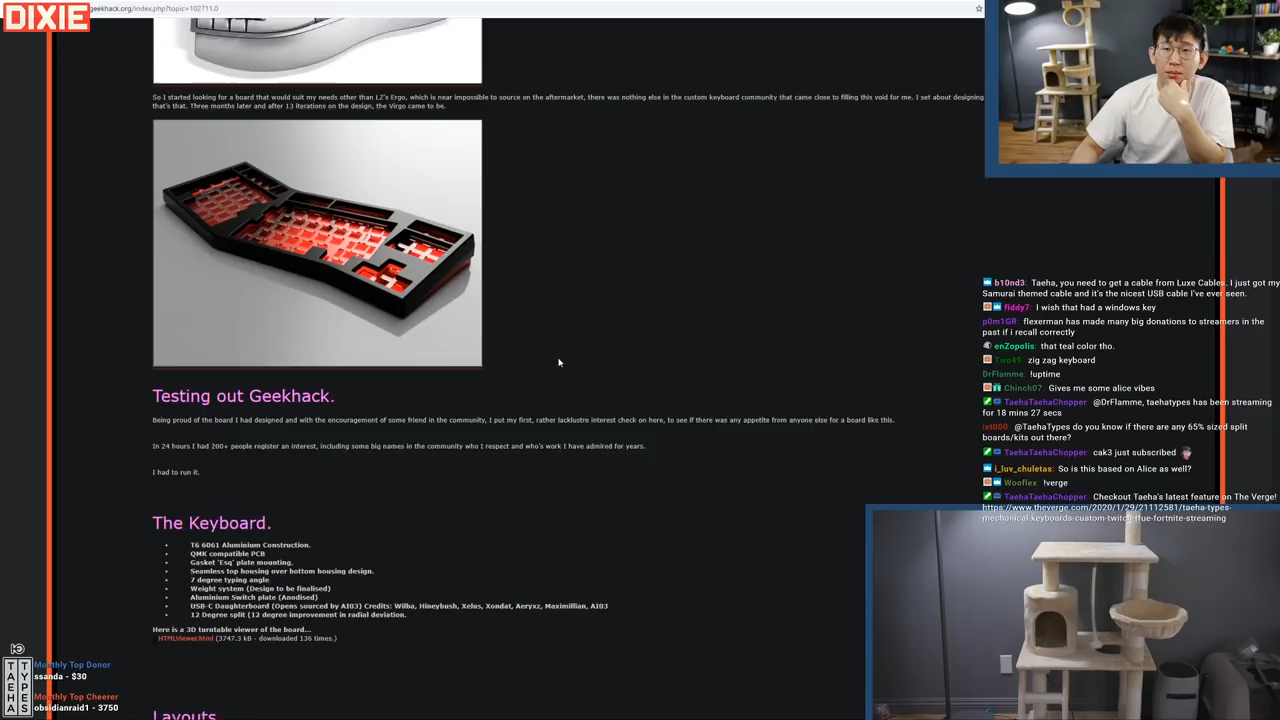 DIXIE
geekhack.org/index.php?topic=102711.0
So I started looking for a board that would suit my needs other than LZ's Ergo, which is near impossible to source on the aftermarket, there was nothing else in the custom keyboard community that came close to filling this void for me. I set about designing
that's that. Three months later and after 13 iterations on the design, the Virgo came to be.
Testing out Geekhack.
Being proud of the board I had designed and with the encouragement of some friend in the community, I put my first, rather lacklustre interest check on here, to see if there was any appetite from anyone else for a board like this.
In 24 hours I had 200+ people register an interest, including some big names in the community who I respect and who's work I have admired for years.
I had to run it.
The Keyboard.
T6 6061 Aluminium Construction.
QMK compatible PCB
Gasket 'Esq' plate mounting.
Seamless top housing over bottom housing design.
7 degree typing angle
Weight system (Design to be finalised)
Aluminium Switch plate (Anodised)
USB-C Daughterboard (Opens sourced by AI03) Credits: Wilba, Hineybush, Xelus, Xondat, Aeryxz, Maximillian, AI03
12 Degree split (12 degree improvement in radial deviation.
Here is a 3D turntable viewer of the board...
HTMLViewer.html (3747.3 kB - downloaded 136 times.)
Layouts
b10nd3: Taeha, you need to get a cable from Luxe Cables. I just got my
Samurai themed cable and it's the nicest USB cable I've ever seen.
fiddy7: I wish that had a windows key
p0m1GR: flexerman has made many big donations to streamers in the
past if i recall correctly
enZopolis: that teal color tho.
Two49: zig zag keyboard
DrFlamme: !uptime
Chinch07: Gives me some alice vibes
TaehaTaehaChopper: @DrFlamme, taehatypes has been streaming
for 18 mins 27 secs
ixt000: @TaehaTypes do you know if there are any 65% sized split
boards/kits out there?
TaehaTaehaChopper: cak3 just subscribed
i_luv_chuletas: So is this based on Alice as well?
Wooflex: !verge
TaehaTaehaChopper: Checkout Taeha's latest feature on The Verge!
https://www.theverge.com/2020/1/29/21112581/taeha-types-
mechanical-keyboards-custom-twitch-tfue-fortnite-streaming
TAEHA TYPES
Monthly Top Donor
ssanda - $30
Monthly Top Cheerer
obsidianraid1 - 3750